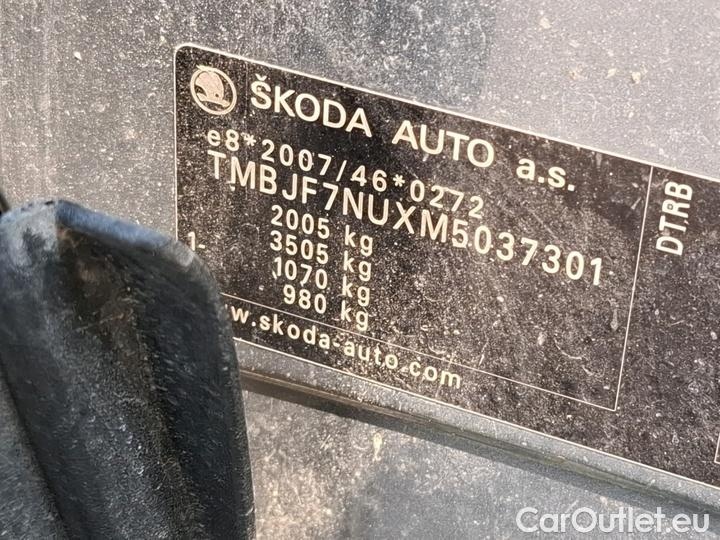 ŠKODA AUTO a.s.
e8*2007/46*0272
TMBJF7NUXM5037301
2005 kg
1- 3505 kg
1070 kg
980 kg
w.skoda-auto.com
DTRB
CarOutlet.eu